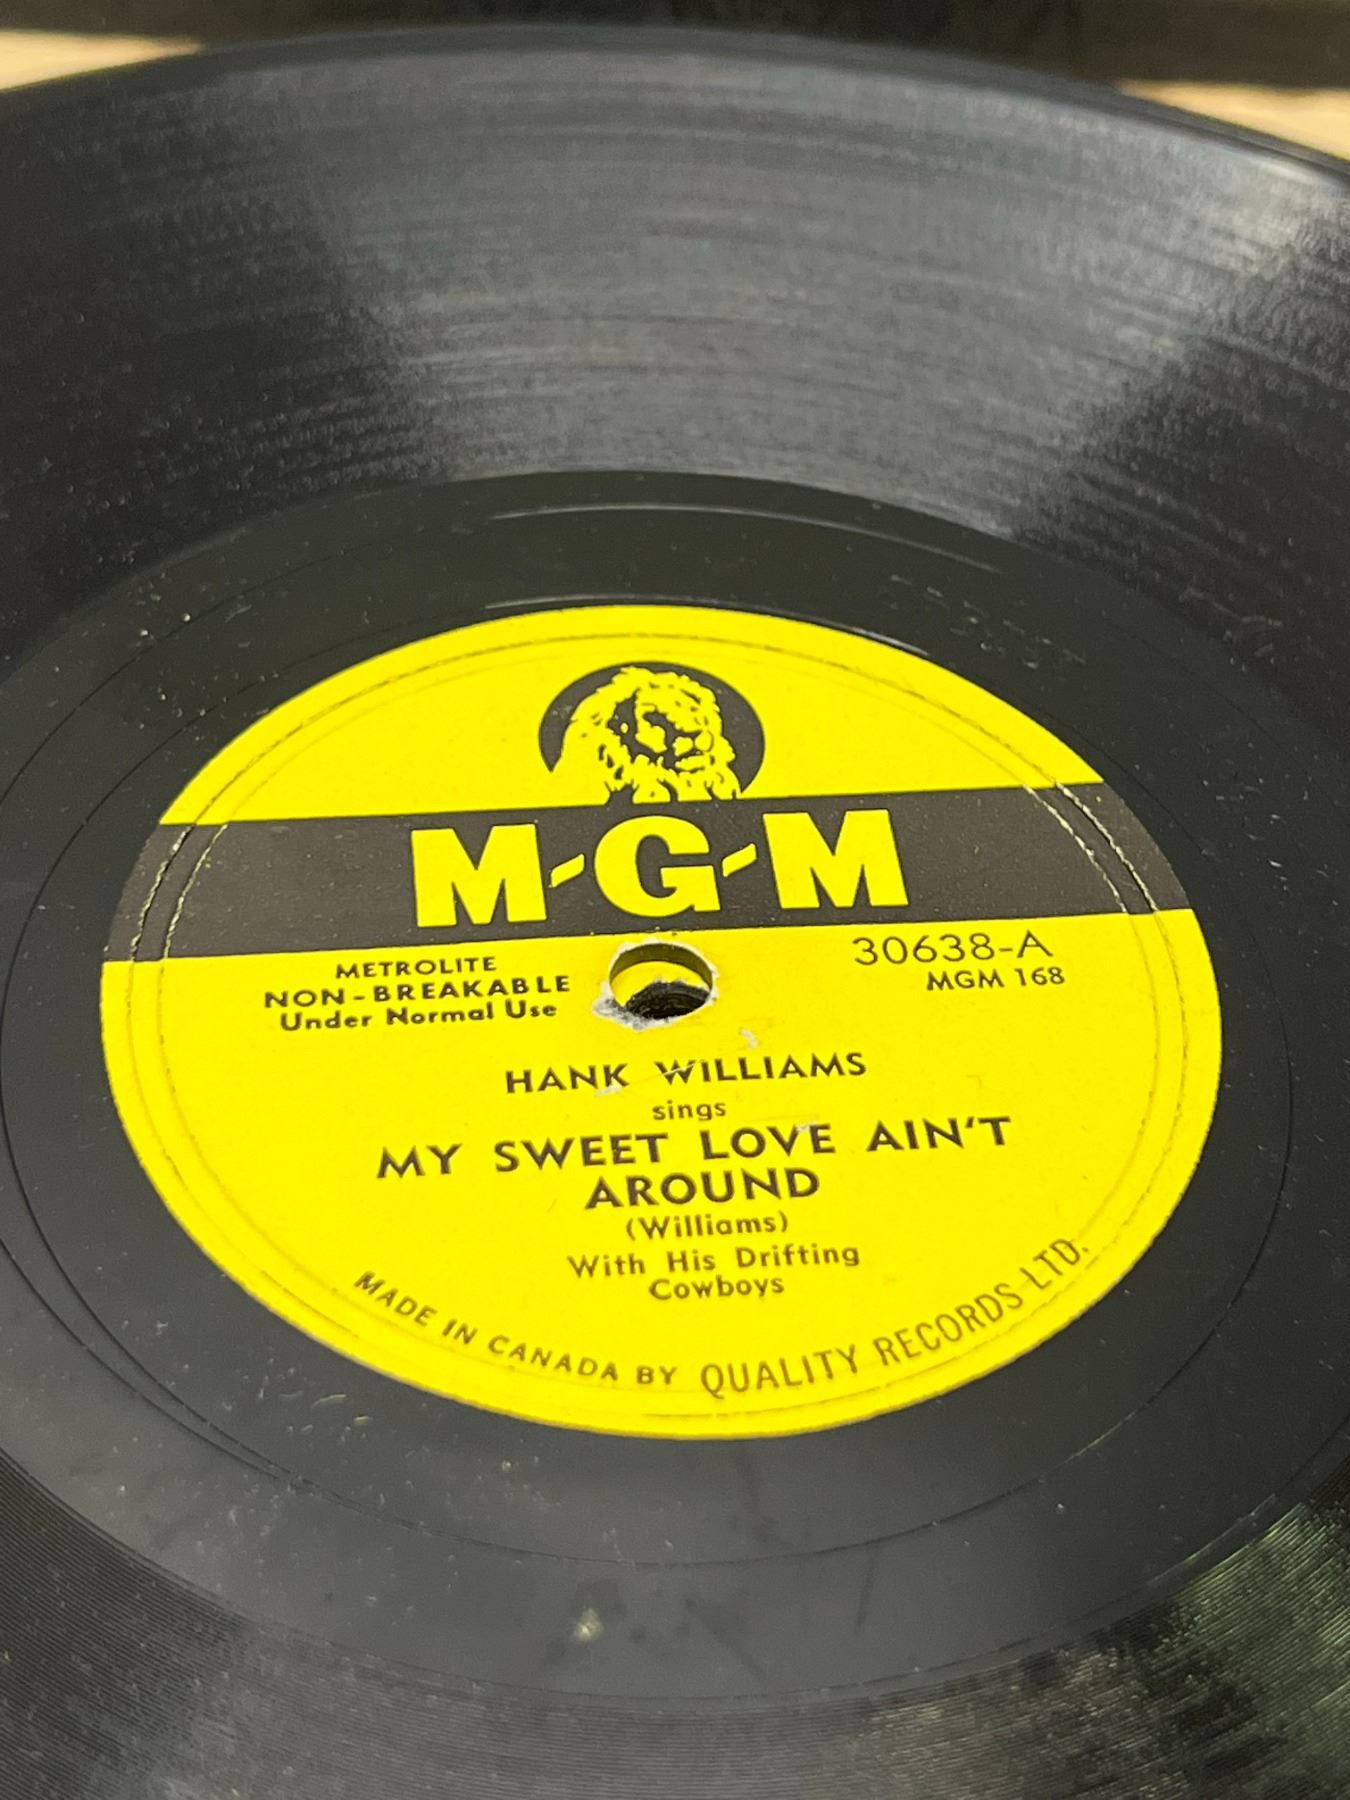 M-G-M
METROLITE
NON-BREAKABLE
Under Normal Use
30638-A
MGM 168
HANK WILLIAMS
sings
MY SWEET LOVE AIN'T
AROUND
(Williams)
With His Drifting
Cowboys
MADE IN CANADA BY QUALITY RECORDS LTD.